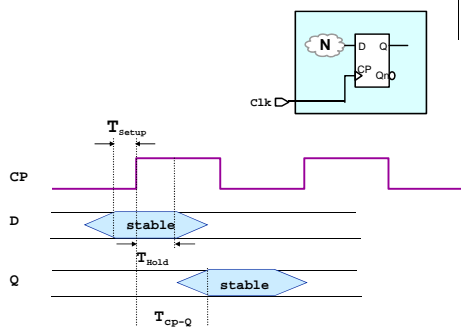 N
D Q
CP
Qn
Clk
TSetup
CP
D
stable
THold
Q
stable
Tcp-Q